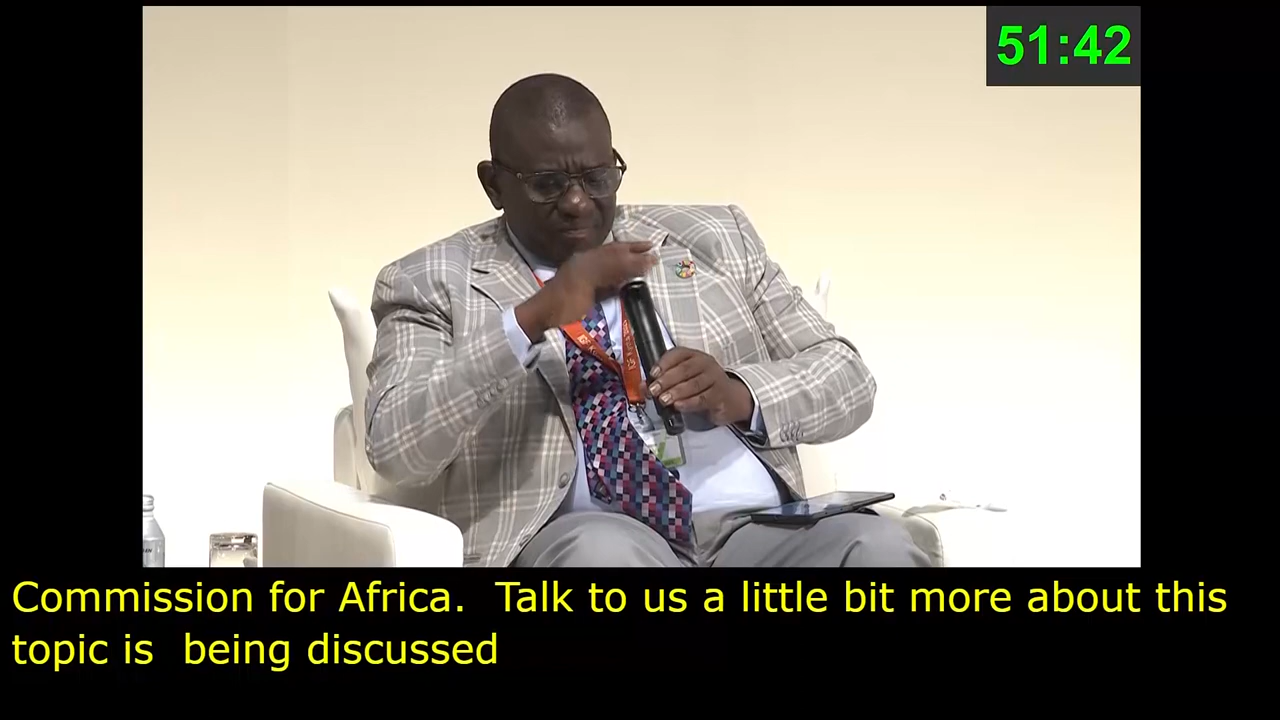 51:42
Commission for Africa.  Talk to us a little bit more about this
topic is  being discussed